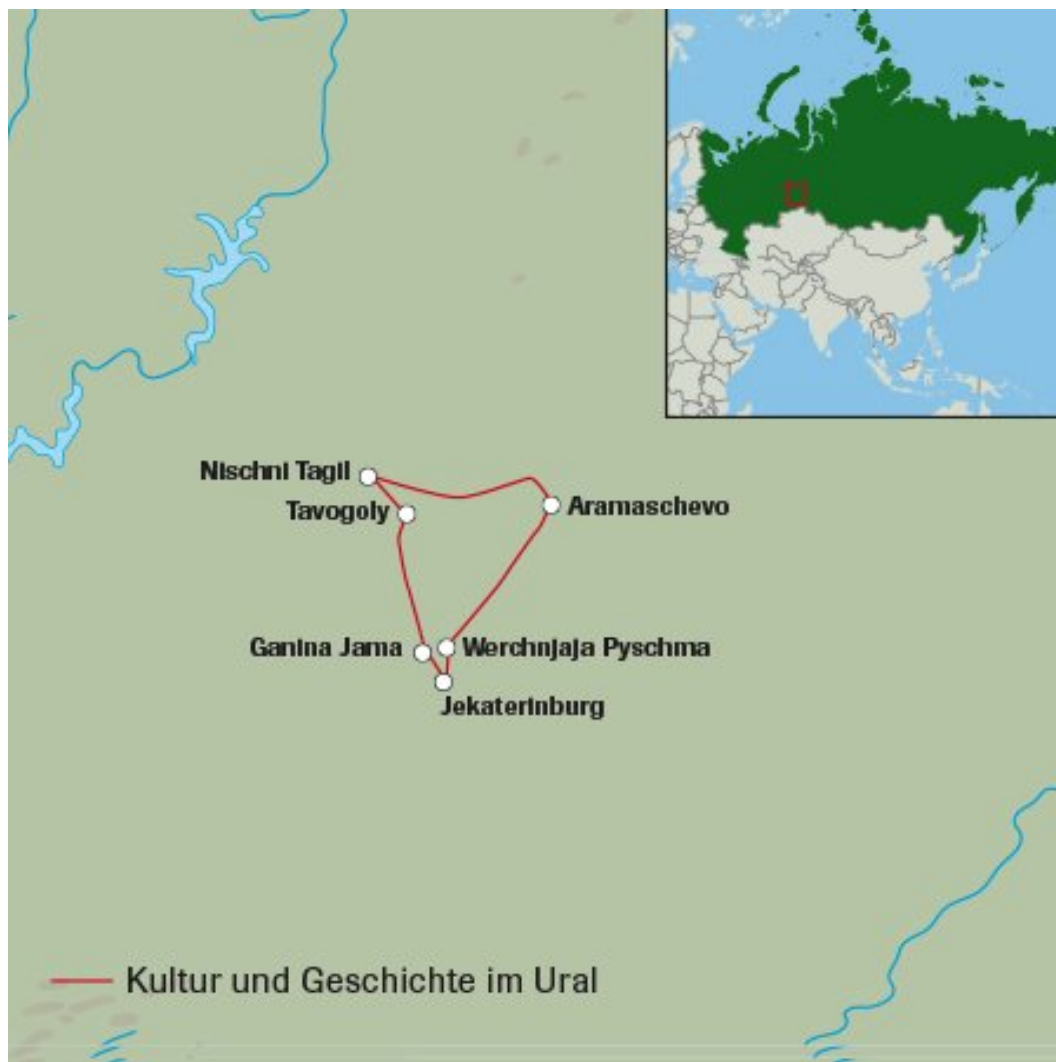 Nischni Tagil
Tavogoly
Aramaschevo
Ganina Jama
Werchnjaja Pyschma
Jekaterinburg
Kultur und Geschichte im Ural